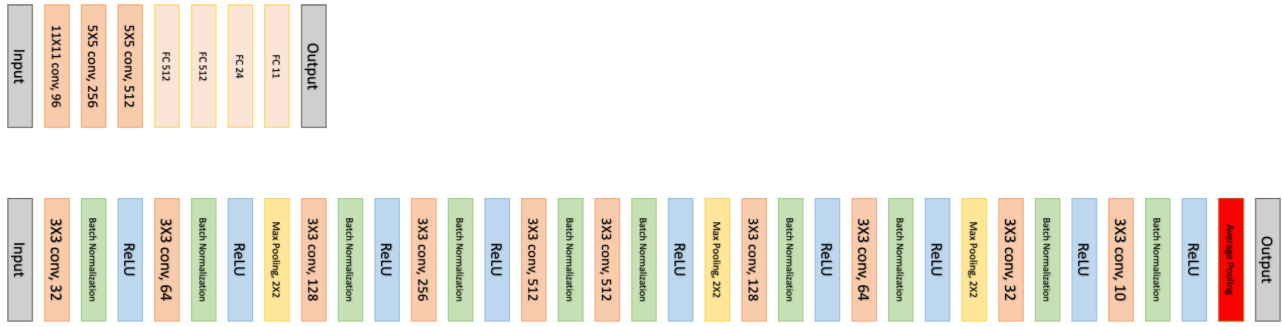 Input
11X11 conv, 96
5X5 conv, 256
5X5 conv, 512
FC 512
FC 512
FC 24
FC 11
Output
Input
3X3 conv, 32
Batch Normalization
ReLU
3X3 conv, 64
Batch Normalization
ReLU
Max Pooling, 2X2
3X3 conv, 128
Batch Normalization
ReLU
3X3 conv, 256
Batch Normalization
ReLU
3X3 conv, 512
Batch Normalization
3X3 conv, 512
Batch Normalization
ReLU
Max Pooling, 2X2
3X3 conv, 128
Batch Normalization
ReLU
3X3 conv, 64
Batch Normalization
ReLU
Max Pooling, 2X2
3X3 conv, 32
Batch Normalization
ReLU
3X3 conv, 10
Batch Normalization
ReLU
Average Pooling
Output